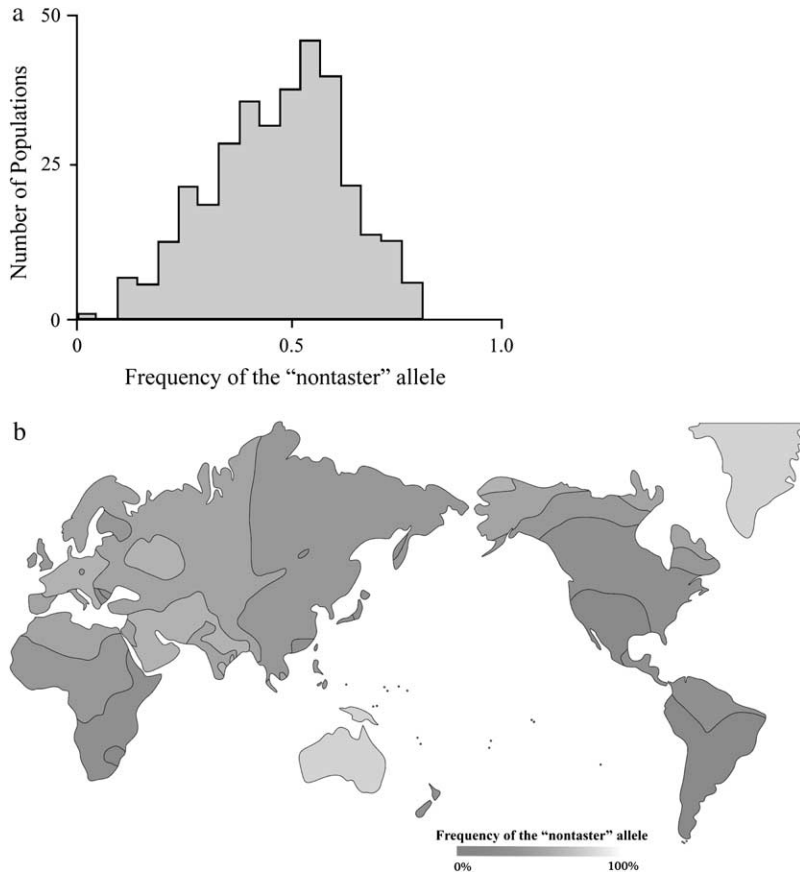 a
50
25
0
Number of Populations
0
0.5
1.0
Frequency of the “nontaster” allele
b
Frequency of the “nontaster” allele
0%
100%